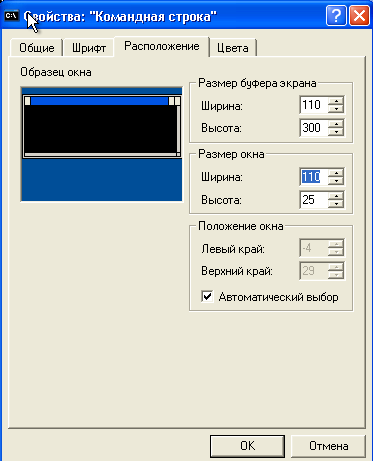 C:\ Свойства: "Командная строка"
Общие Шрифт Расположение Цвета
Образец окна
Размер буфера экрана
Ширина: 110
Высота: 300
Размер окна
Ширина: 110
Высота: 25
Положение окна
Левый край: -4
Верхний край: 29
Автоматический выбор
OK Отмена